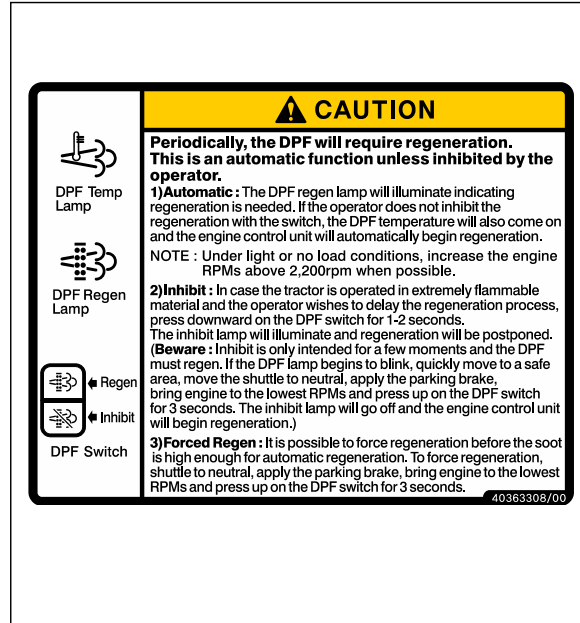 CAUTION
DPF Temp
Lamp
DPF Regen
Lamp
Regen
Inhibit
DPF Switch
Periodically, the DPF will require regeneration.
This is an automatic function unless inhibited by the
operator.
1)Automatic : The DPF regen lamp will illuminate indicating
regeneration is needed. If the operator does not inhibit the
regeneration with the switch, the DPF temperature will also come on
and the engine control unit will automatically begin regeneration.
NOTE : Under light or no load conditions, increase the engine
RPMs above 2,200rpm when possible.
2)Inhibit : In case the tractor is operated in extremely flammable
material and the operator wishes to delay the regeneration process,
press downward on the DPF switch for 1-2 seconds.
The inhibit lamp will illuminate and regeneration will be postponed.
(Beware : Inhibit is only intended for a few moments and the DPF
must regen. If the DPF lamp begins to blink, quickly move to a safe
area, move the shuttle to neutral, apply the parking brake,
bring engine to the lowest RPMs and press up on the DPF switch
for 3 seconds. The inhibit lamp will go off and the engine control unit
will begin regeneration.)
3)Forced Regen : It is possible to force regeneration before the soot
is high enough for automatic regeneration. To force regeneration,
shuttle to neutral, apply the parking brake, bring engine to the lowest
RPMs and press up on the DPF switch for 3 seconds.
40363308/00